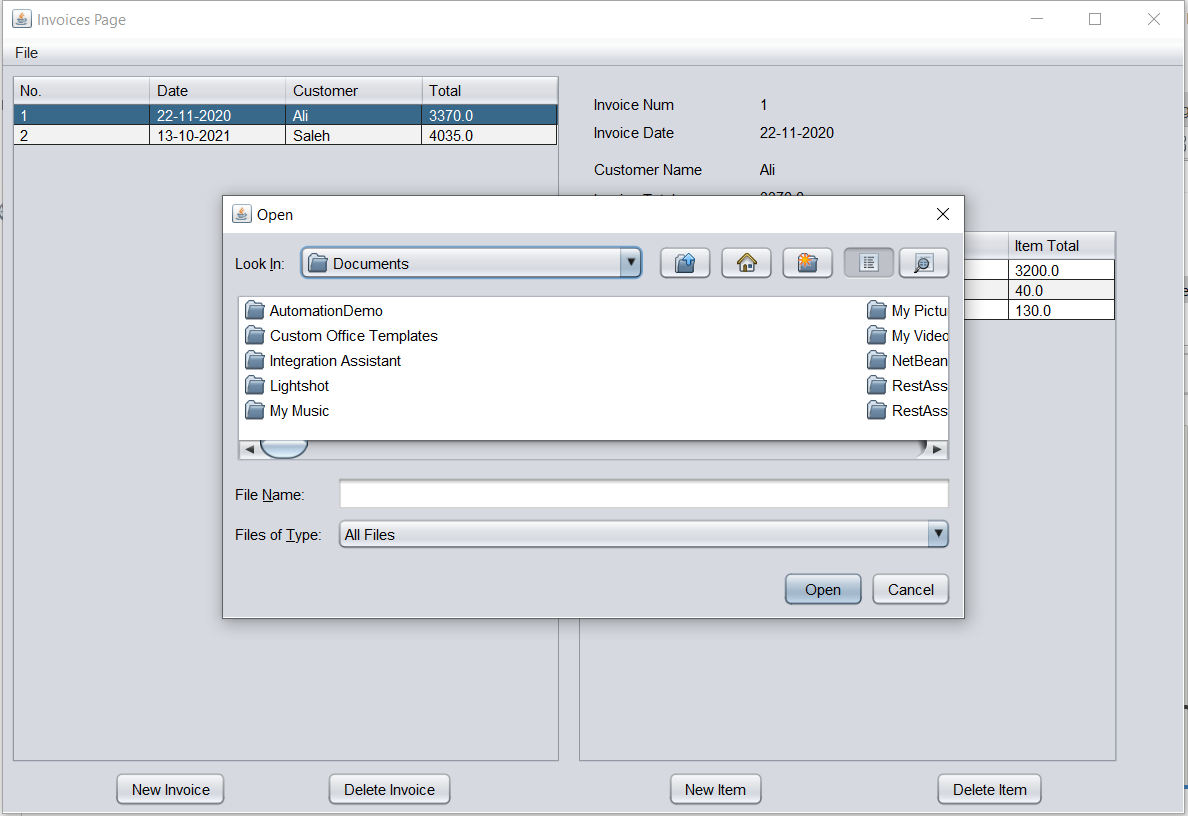 Invoices Page
File
No. Date Customer Total
1 22-11-2020 Ali 3370.0
2 13-10-2021 Saleh 4035.0
Invoice Num 1
Invoice Date 22-11-2020
Customer Name Ali
Open
Look In: Documents
AutomationDemo
Custom Office Templates
Integration Assistant
Lightshot
My Music
My Pictu
My Video
NetBean
RestAss
RestAss
File Name:
Files of Type: All Files
Open Cancel
Item Total
3200.0
40.0
130.0
New Invoice Delete Invoice New Item Delete Item